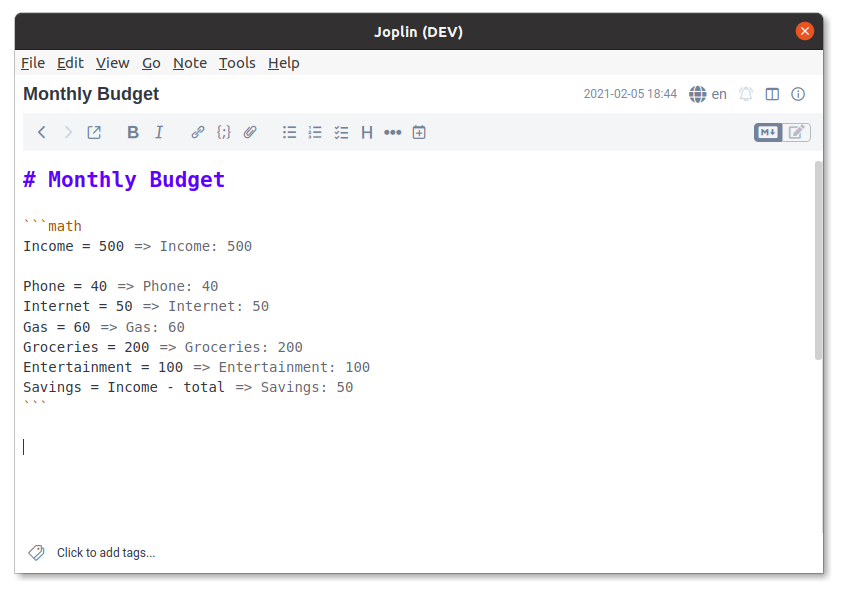 Joplin (DEV)
File Edit View Go Note Tools Help
Monthly Budget 2021-02-05 18:44 en
B I H M↓
# Monthly Budget
```math
Income = 500 => Income: 500
Phone = 40 => Phone: 40
Internet = 50 => Internet: 50
Gas = 60 => Gas: 60
Groceries = 200 => Groceries: 200
Entertainment = 100 => Entertainment: 100
Savings = Income - total => Savings: 50
```
Click to add tags...